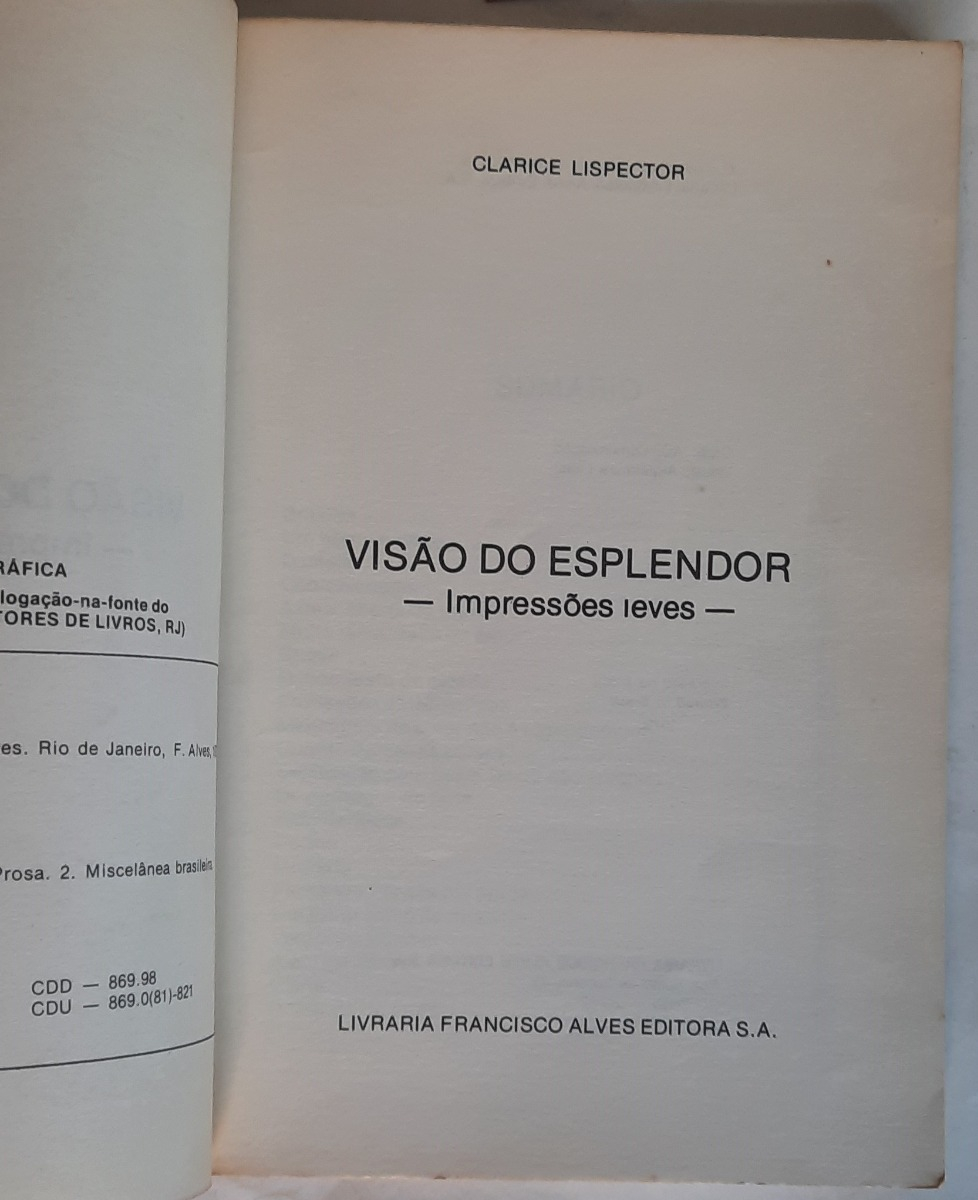 RÁFICA
logação-na-fonte do
TORES DE LIVROS, RJ)
es. Rio de Janeiro, F. Alves,
Prosa. 2. Miscelânea brasileira
CDD — 869.98
CDU — 869.0(81)-821
CLARICE LISPECTOR
VISÃO DO ESPLENDOR
— Impressões leves —
LIVRARIA FRANCISCO ALVES EDITORA S.A.